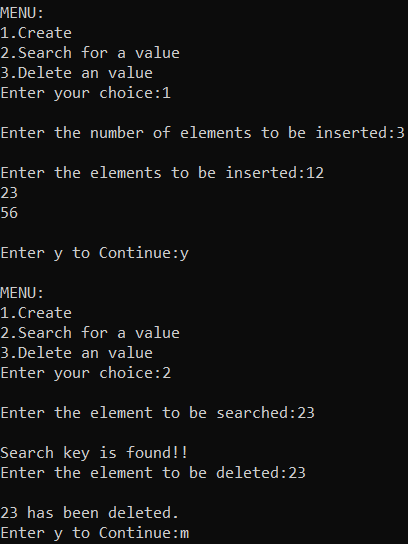 MENU:
1.Create
2.Search for a value
3.Delete an value
Enter your choice:1
Enter the number of elements to be inserted:3
Enter the elements to be inserted:12
23
56
Enter y to Continue:y
MENU:
1.Create
2.Search for a value
3.Delete an value
Enter your choice:2
Enter the element to be searched:23
Search key is found!!
Enter the element to be deleted:23
23 has been deleted.
Enter y to Continue:m